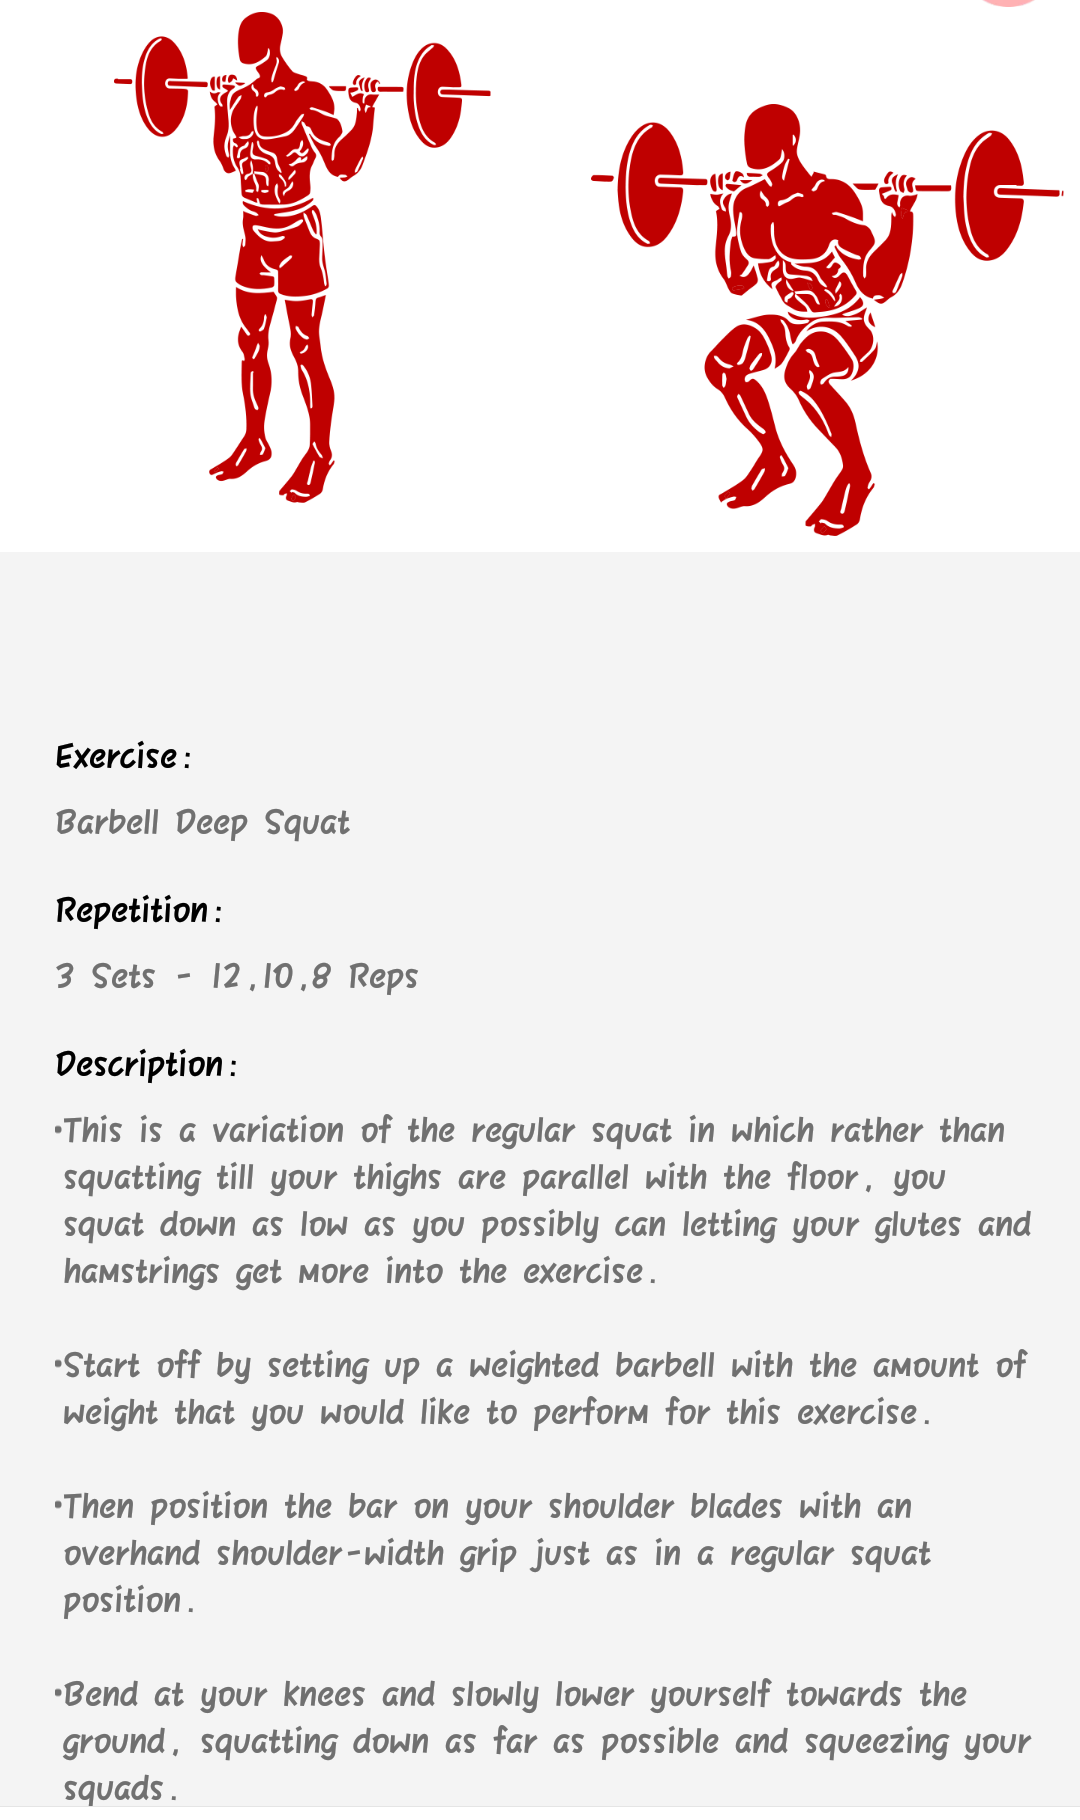 Exercise:
Barbell Deep Squat
Repetition:
3 Sets - 12,10,8 Reps
Description:
•This is a variation of the regular squat in which rather than
squatting till your thighs are parallel with the floor, you
squat down as low as you possibly can letting your glutes and
hamstrings get more into the exercise.
•Start off by setting up a weighted barbell with the amount of
weight that you would like to perform for this exercise.
•Then position the bar on your shoulder blades with an
overhand shoulder-width grip just as in a regular squat
position.
•Bend at your knees and slowly lower yourself towards the
ground, squatting down as far as possible and squeezing your
squads.